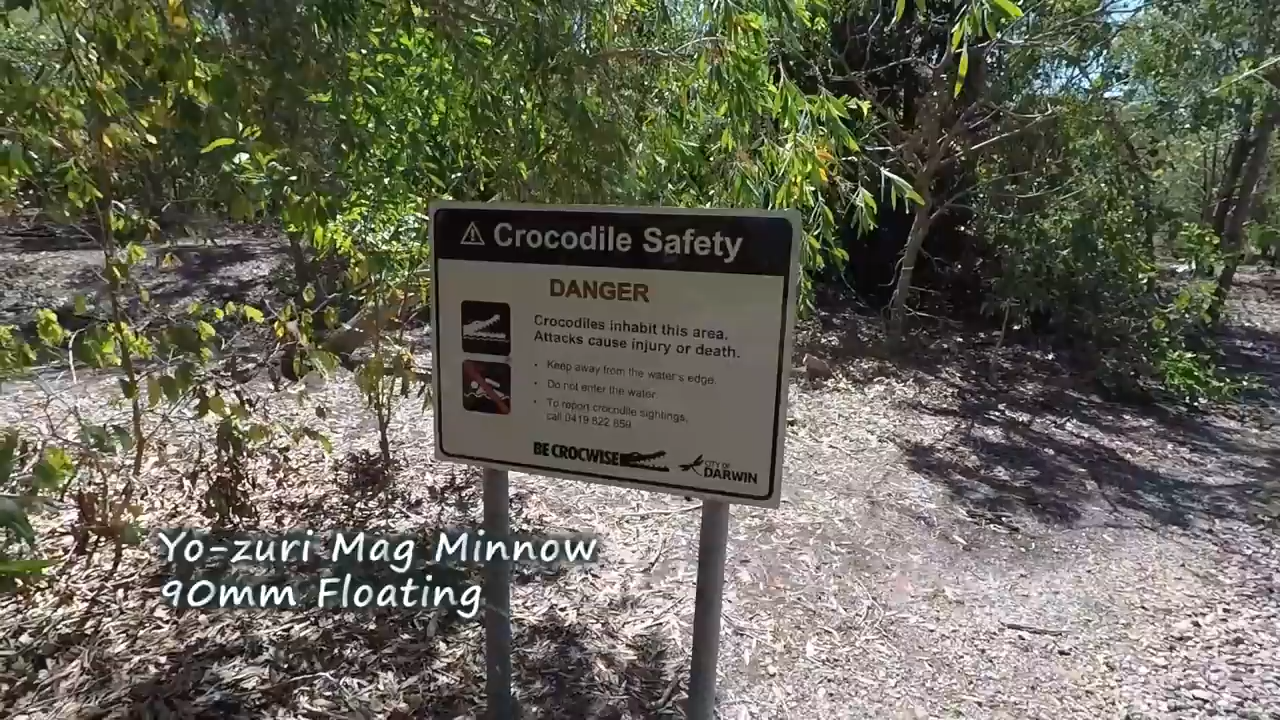 Crocodile Safety
DANGER
Crocodiles inhabit this area.
Attacks cause injury or death.
• Keep away from the water's edge.
• Do not enter the water.
• To report crocodile sightings,
call 0419 822 859
BE CROCWISE
CITY OF
DARWIN
Yo-zuri Mag Minnow
90mm Floating